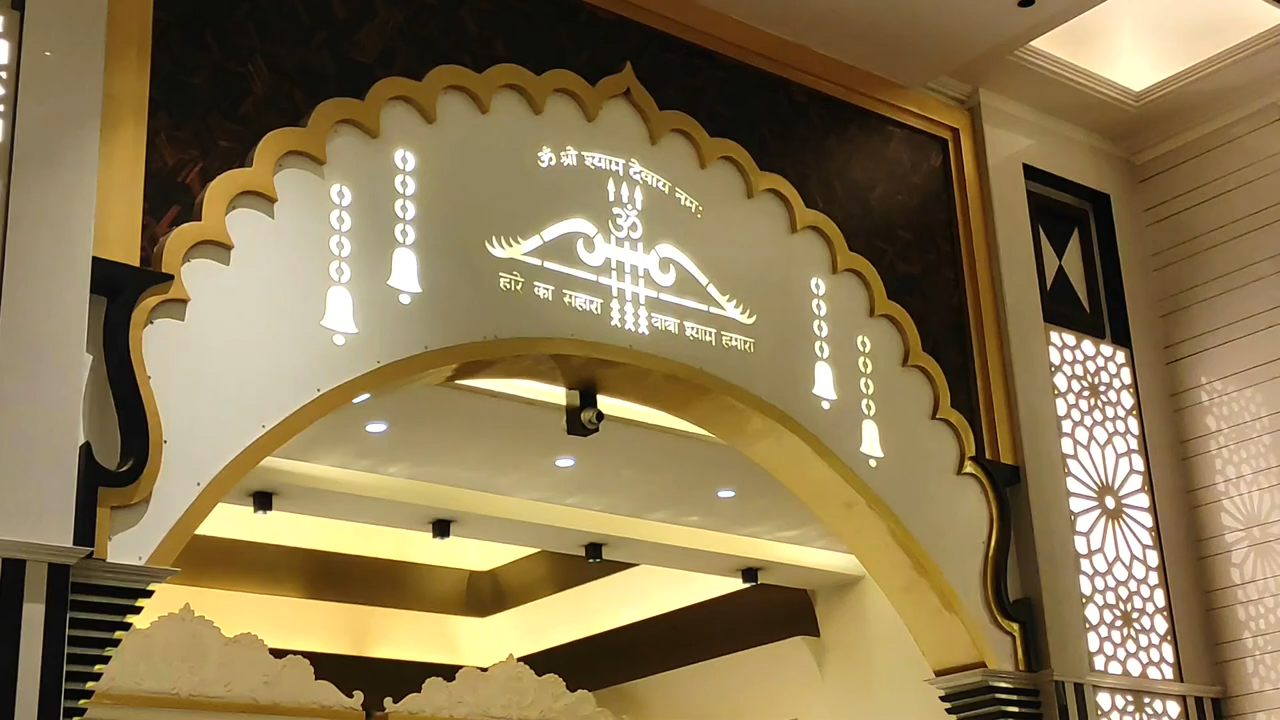 ॐ श्री श्याम देवाय नमः
ॐ
हारे का सहारा बाबा श्याम हमारा